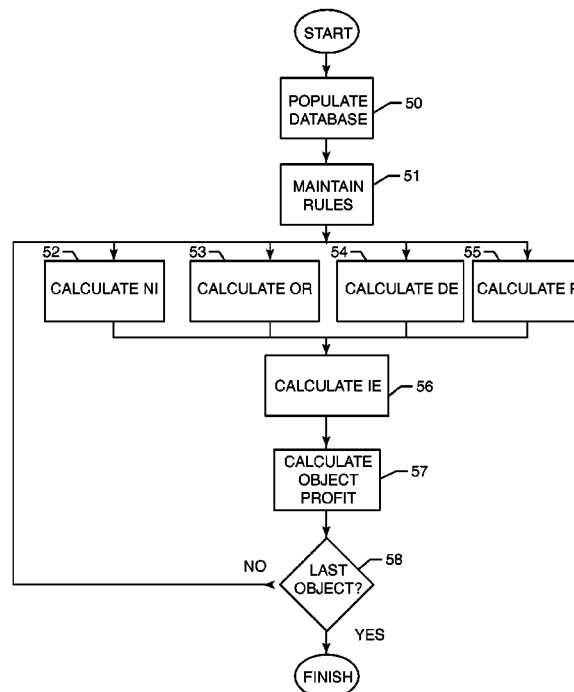 START
POPULATE
DATABASE
50
MAINTAIN
RULES
51
52
53
54
55
CALCULATE NI
CALCULATE OR
CALCULATE DE
CALCULATE
CALCULATE IE
56
CALCULATE
OBJECT
PROFIT
57
LAST
OBJECT?
58
NO
YES
FINISH